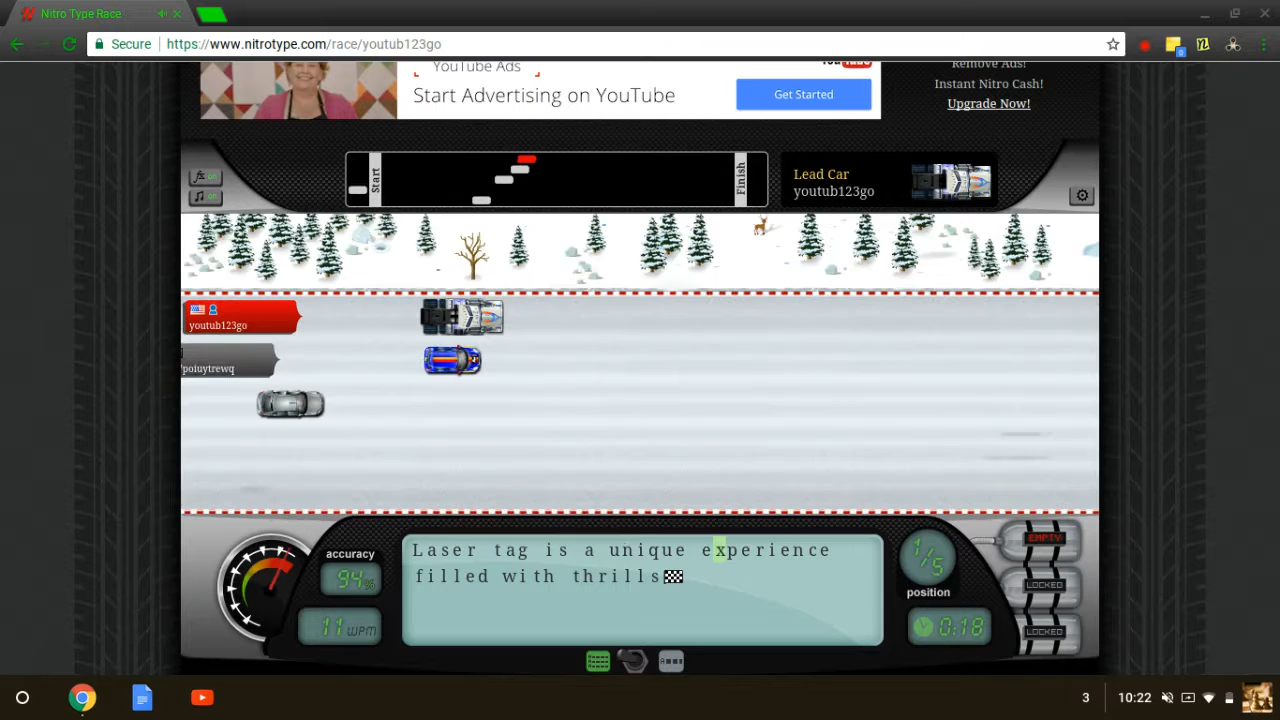 Nitro Type Race
Secure
https://www.nitrotype.com/race/youtub123go
YouTube Ads
Start Advertising on YouTube
Get Started
Remove Ads!
Instant Nitro Cash!
Upgrade Now!
Start
Finish
Lead Car
youtub123go
ON
ON
youtub123go
poiuytrewq
accuracy
94%
11 WPM
Laser tag is a unique experience
filled with thrills
1/5
position
0:18
EMPTY
LOCKED
LOCKED
3
10:22